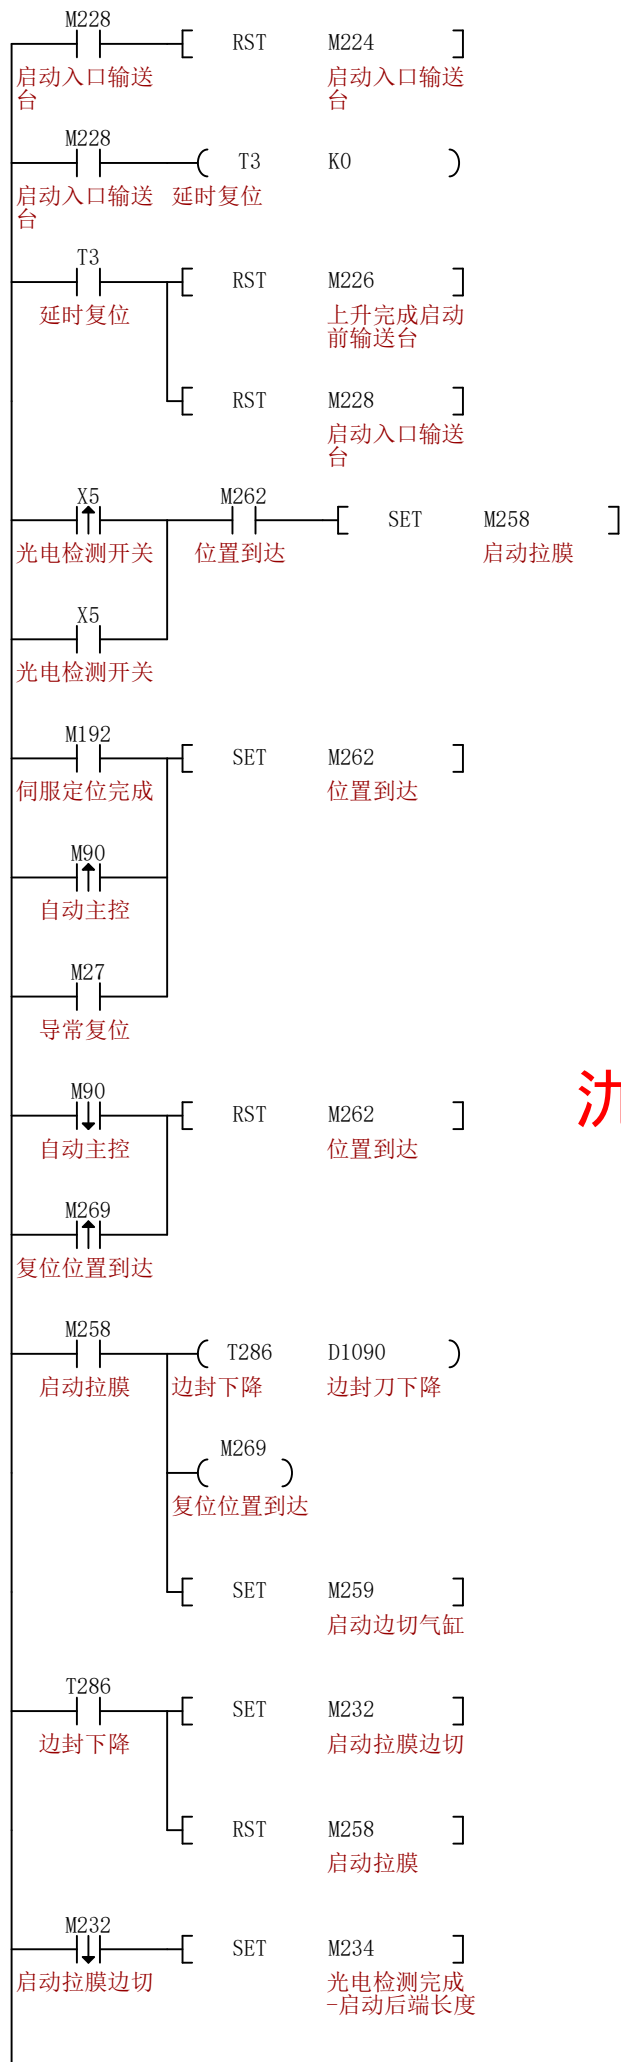 M228
RST M224
启动入口输送 启动入口输送
台 台
M228
T3 K0
启动入口输送 延时复位
台
T3
RST M226
延时复位 上升完成启动
前输送台
RST M228
启动入口输送
台
X5 M262
SET M258
光电检测开关 位置到达 启动拉膜
X5
光电检测开关
M192
SET M262
伺服定位完成 位置到达
M90
自动主控
M27
导常复位
M90
RST M262
自动主控 位置到达
M269
复位位置到达
M258
T286 D1090
启动拉膜 边封下降 边封刀下降
M269
复位位置到达
SET M259
启动边切气缸
T286
SET M232
边封下降 启动拉膜边切
RST M258
启动拉膜
M232
SET M234
启动拉膜边切 光电检测完成
-启动后端长度